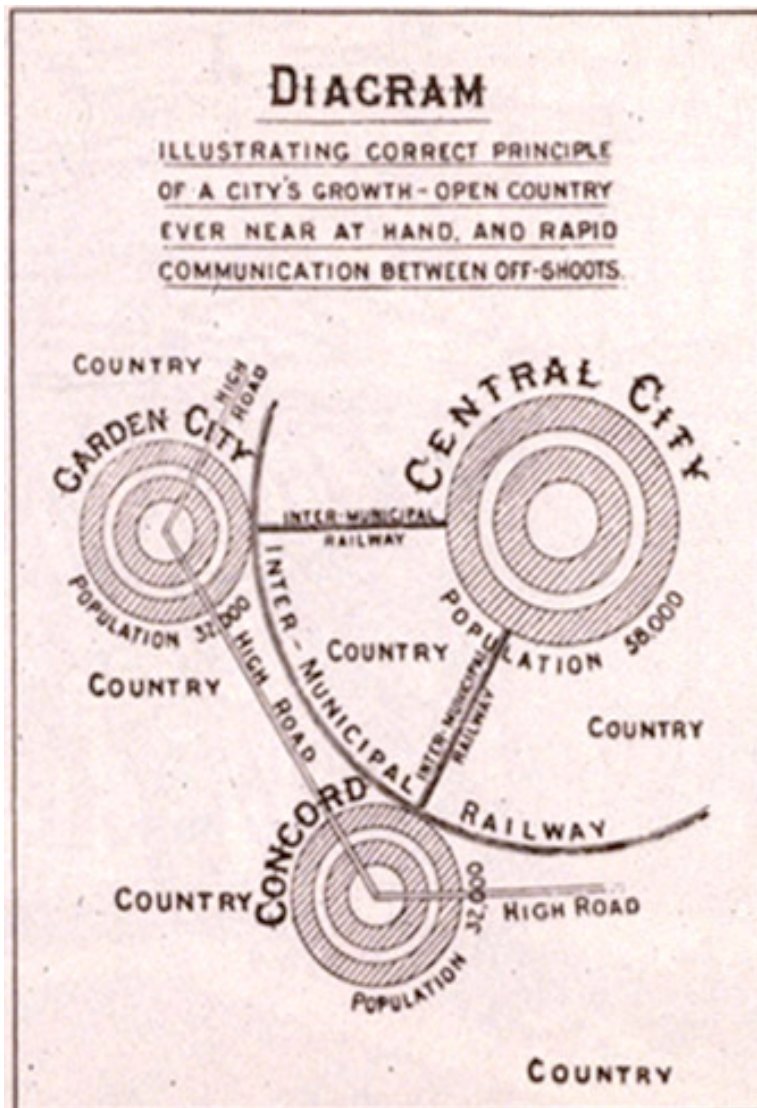 DIAGRAM
ILLUSTRATING CORRECT PRINCIPLE
OF A CITY'S GROWTH - OPEN COUNTRY
EVER NEAR AT HAND, AND RAPID
COMMUNICATION BETWEEN OFF-SHOOTS.
COUNTRY
HIGH
ROAD
GARDEN CITY
CENTRAL CITY
INTER-MUNICIPAL
RAILWAY
POPULATION 32,000
POPULATION 58,000
INTER-MUNICIPAL RAILWAY
HIGH ROAD
COUNTRY
COUNTRY
INTER-MUNICIPAL
RAILWAY
COUNTRY
CONCORD
COUNTRY
POPULATION 32,000
HIGH ROAD
COUNTRY